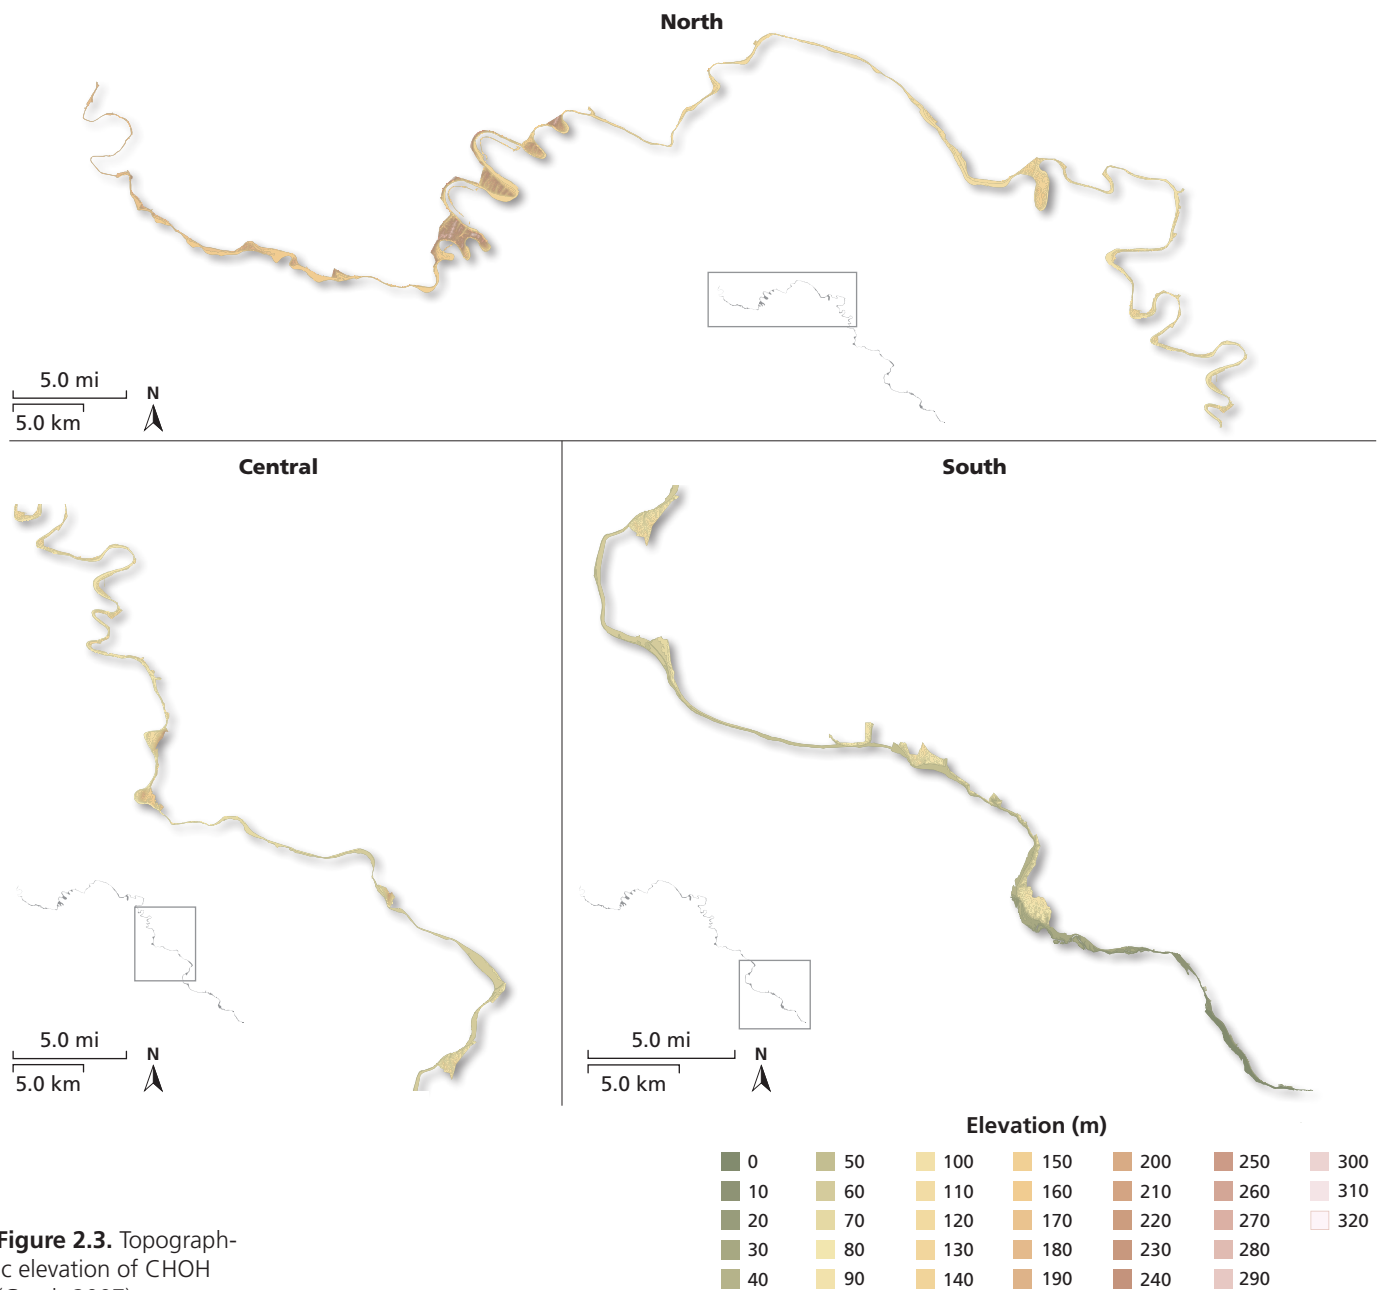 North
5.0 mi
5.0 km
N
Central
5.0 mi
5.0 km
N
South
5.0 mi
5.0 km
N
Elevation (m)
0 50 100 150 200 250 300
10 60 110 160 210 260 310
20 70 120 170 220 270 320
30 80 130 180 230 280
40 90 140 190 240 290
Figure 2.3. Topograph-
ic elevation of CHOH